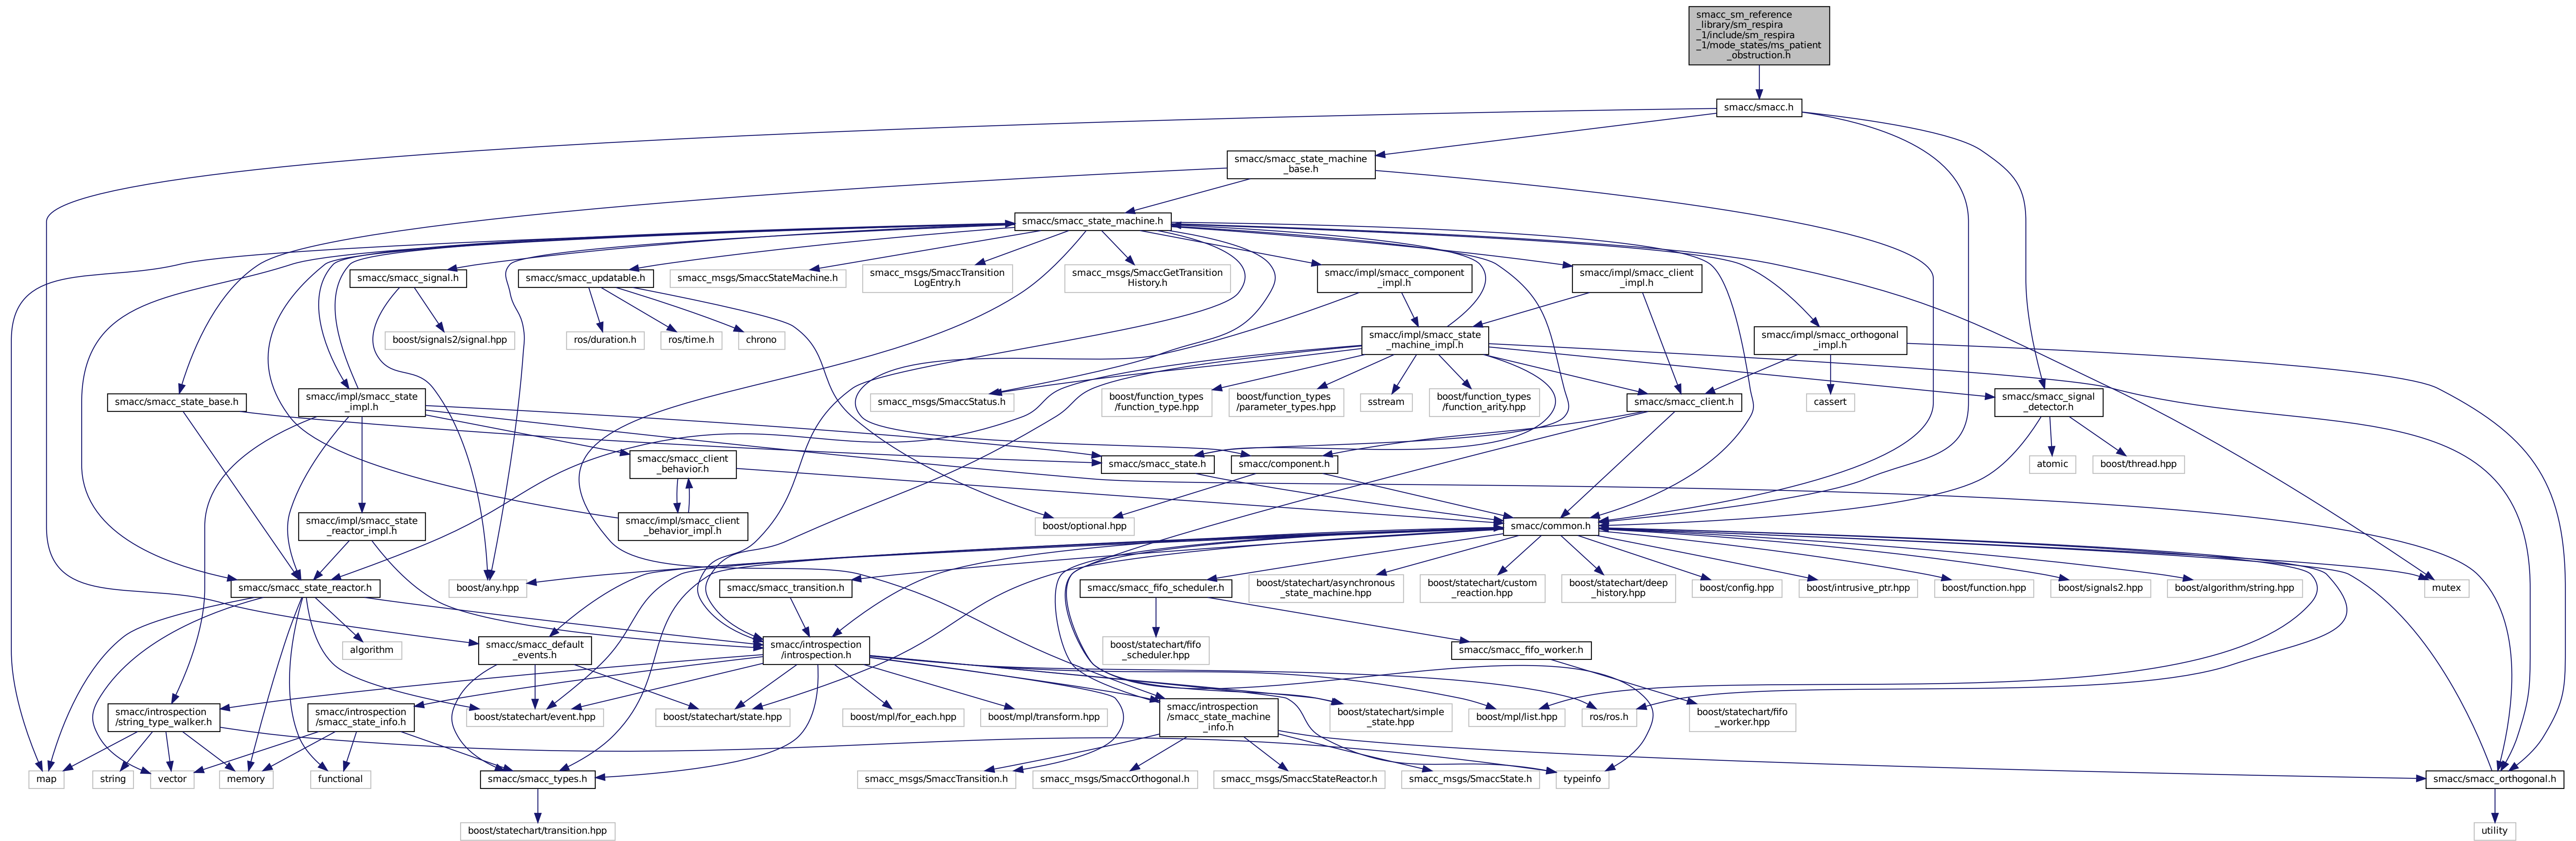 smacc_sm_reference
_library/sm_respira
_1/include/sm_respira
_1/mode_states/ms_patient
_obstruction.h
smacc/smacc.h
smacc/smacc_state_machine
_base.h
smacc/smacc_state_machine.h
smacc/smacc_signal.h
smacc/smacc_updatable.h
smacc_msgs/SmaccStateMachine.h
smacc_msgs/SmaccTransition
LogEntry.h
smacc_msgs/SmaccGetTransition
History.h
smacc/impl/smacc_component
_impl.h
smacc/impl/smacc_client
_impl.h
boost/signals2/signal.hpp
ros/duration.h
ros/time.h
chrono
smacc/impl/smacc_state
_machine_impl.h
smacc/impl/smacc_orthogonal
_impl.h
smacc/smacc_state_base.h
smacc/impl/smacc_state
_impl.h
smacc_msgs/SmaccStatus.h
boost/function_types
/function_type.hpp
boost/function_types
/parameter_types.hpp
sstream
boost/function_types
/function_arity.hpp
smacc/smacc_client.h
cassert
smacc/smacc_signal
_detector.h
smacc/smacc_client
_behavior.h
smacc/smacc_state.h
smacc/component.h
atomic
boost/thread.hpp
smacc/impl/smacc_state
_reactor_impl.h
smacc/impl/smacc_client
_behavior_impl.h
boost/optional.hpp
smacc/common.h
smacc/smacc_state_reactor.h
boost/any.hpp
smacc/smacc_transition.h
smacc/smacc_fifo_scheduler.h
boost/statechart/asynchronous
_state_machine.hpp
boost/statechart/custom
_reaction.hpp
boost/statechart/deep
_history.hpp
boost/config.hpp
boost/intrusive_ptr.hpp
boost/function.hpp
boost/signals2.hpp
boost/algorithm/string.hpp
mutex
algorithm
smacc/smacc_default
_events.h
smacc/introspection
/introspection.h
boost/statechart/fifo
_scheduler.hpp
smacc/smacc_fifo_worker.h
smacc/introspection
/string_type_walker.h
smacc/introspection
/smacc_state_info.h
boost/statechart/event.hpp
boost/statechart/state.hpp
boost/mpl/for_each.hpp
boost/mpl/transform.hpp
smacc/introspection
/smacc_state_machine
_info.h
boost/statechart/simple
_state.hpp
boost/mpl/list.hpp
ros/ros.h
boost/statechart/fifo
_worker.hpp
map
string
vector
memory
functional
smacc/smacc_types.h
smacc_msgs/SmaccTransition.h
smacc_msgs/SmaccOrthogonal.h
smacc_msgs/SmaccStateReactor.h
smacc_msgs/SmaccState.h
typeinfo
smacc/smacc_orthogonal.h
boost/statechart/transition.hpp
utility